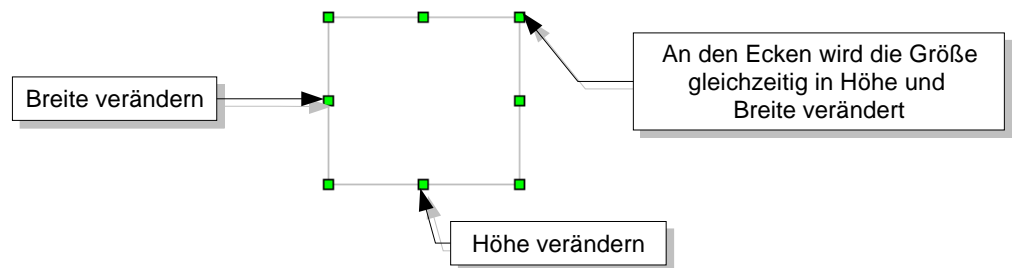 An den Ecken wird die Größe
gleichzeitig in Höhe und
Breite verändert
Breite verändern
Höhe verändern